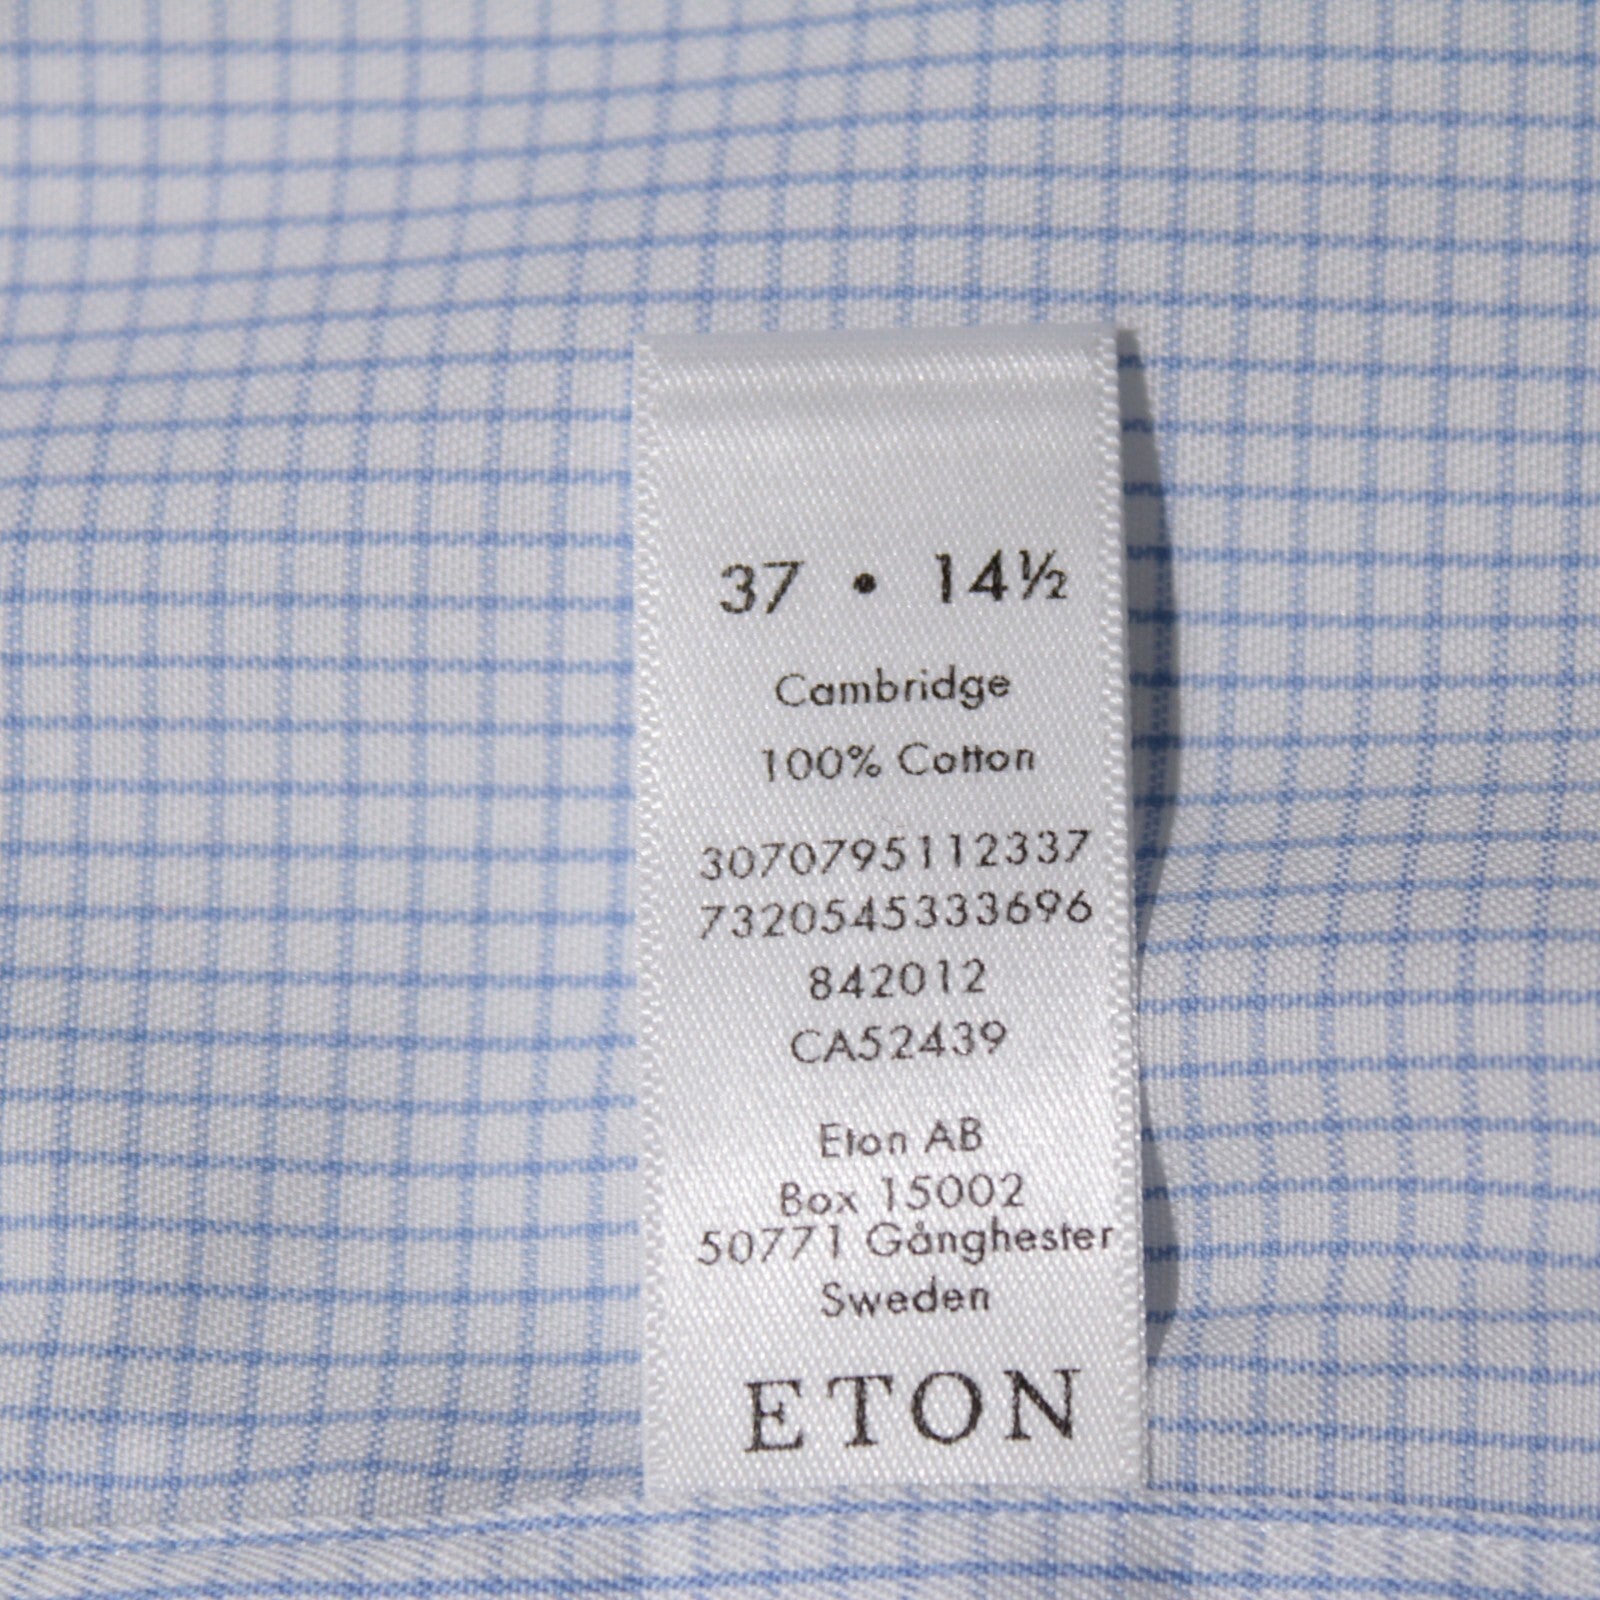 37 • 14½
Cambridge
100% Cotton
3070795112337
7320545333696
842012
CA52439
Eton AB
Box 15002
50771 Gånghester
Sweden
ETON